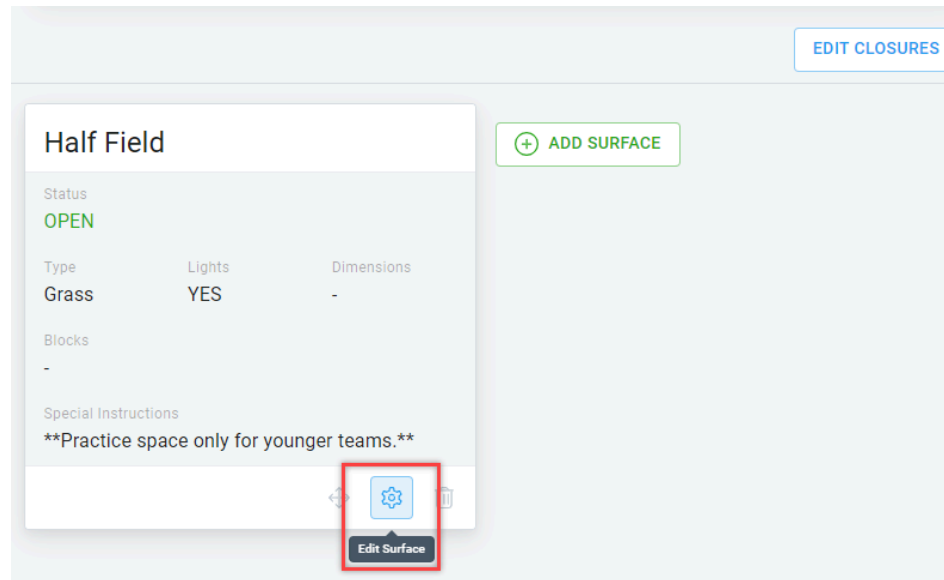 EDIT CLOSURES
Half Field
ADD SURFACE
Status
OPEN
Type Lights Dimensions
Grass YES -
Blocks
-
Special Instructions
**Practice space only for younger teams.**
Edit Surface